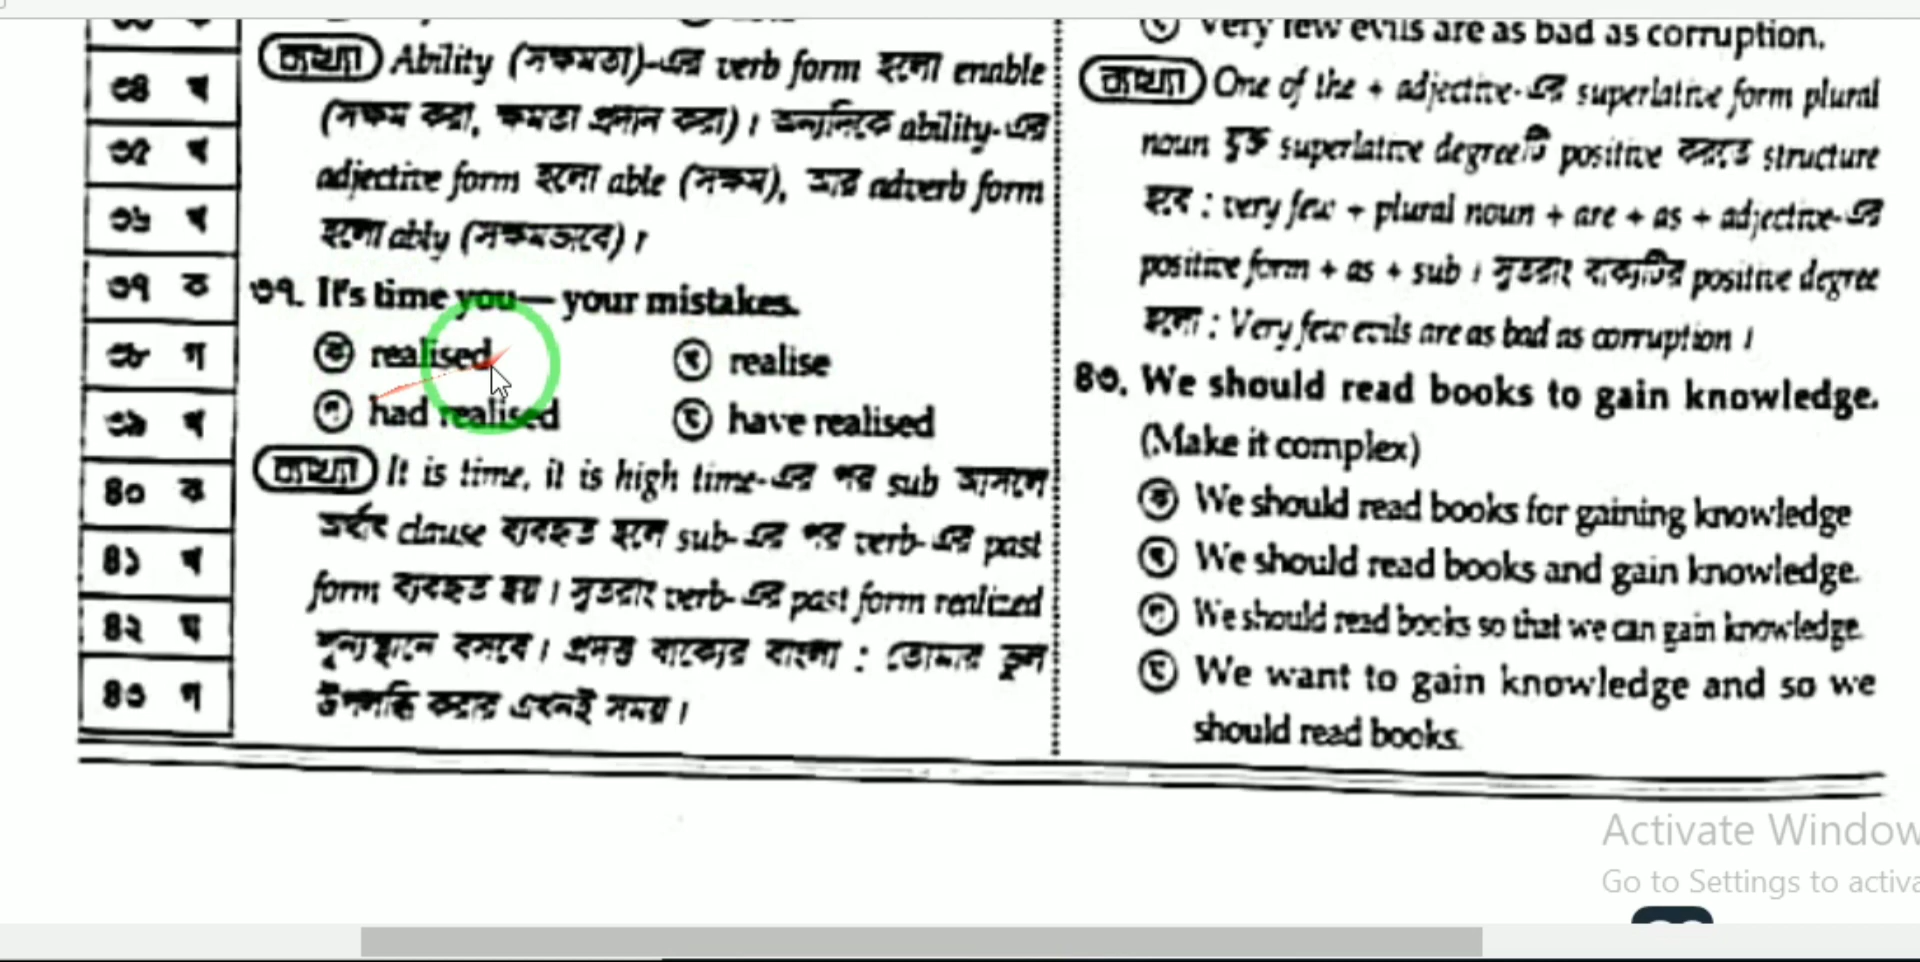 ৩৪ খ
৩৫ খ
৩৬ খ
৩৭ ক
৩৮ গ
৩৯ খ
৪০ ক
৪১ খ
৪২ ঘ
৪৩ গ
ব্যাখ্যা Ability (সক্ষমতা)-এর verb form হলো enable
(সক্ষম করা, ক্ষমতা প্রদান করা)। অন্যদিকে ability-এর
adjective form হলো able (সক্ষম), আর adverb form
হলো ably (সক্ষমভাবে)।
৩৭. It's time you— your mistakes.
ক realised খ realise
গ had realised ঘ have realised
ব্যাখ্যা It is time, it is high time-এর পর sub আসলে
অর্থাৎ clause ব্যবহৃত হলে sub-এর পর verb-এর past
form ব্যবহৃত হয়। সুতরাং verb-এর past form realized
শূন্যস্থানে বসবে। প্রদত্ত বাক্যের বাংলা : তোমার ভুল
উপলব্ধি করার এখনই সময়।
ঘ Very few evils are as bad as corruption.
ব্যাখ্যা One of the + adjective-এর superlative form plural
noun যুক্ত superlative degreeটি positive করতে structure
হবে : very few + plural noun + are + as + adjective-এর
positive form + as + sub । সুতরাং বাক্যটির positive degree
হলো : Very few evils are as bad as corruption ।
৪৩. We should read books to gain knowledge.
(Make it complex)
ক We should read books for gaining knowledge
খ We should read books and gain knowledge.
গ We should read books so that we can gain knowledge.
ঘ We want to gain knowledge and so we
should read books.
Activate Window
Go to Settings to activa